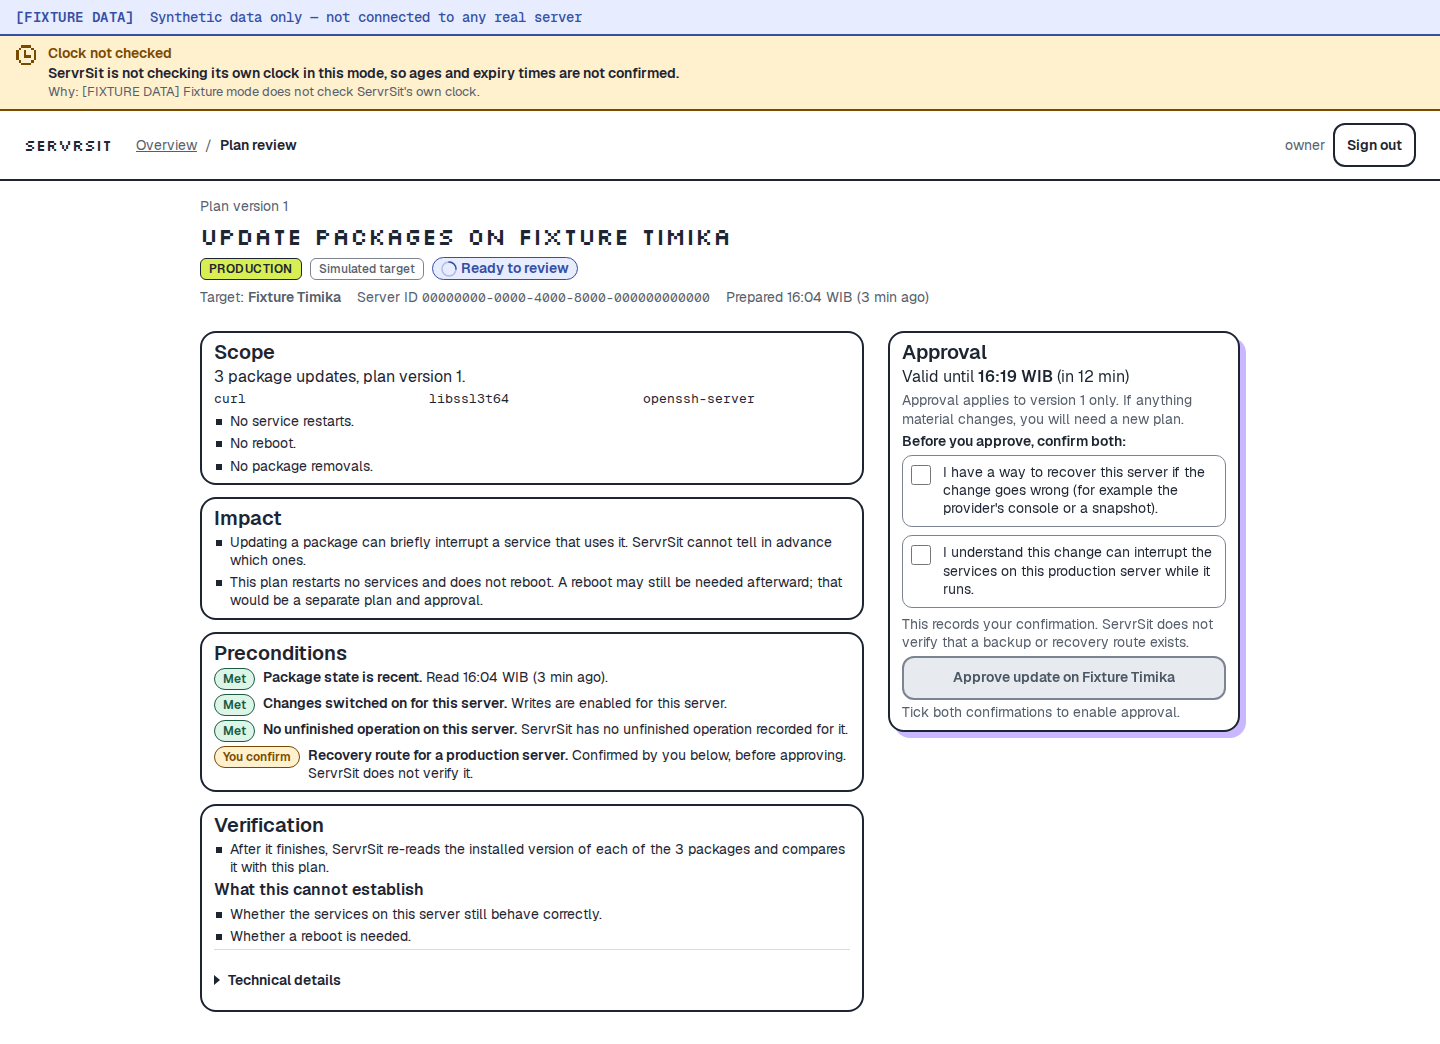 [FIXTURE DATA] Synthetic data only — not connected to any real server
Clock not checked
ServrSit is not checking its own clock in this mode, so ages and expiry times are not confirmed.
Why: [FIXTURE DATA] Fixture mode does not check ServrSit's own clock.
SERVRSIT
Overview / Plan review
owner
Sign out
Plan version 1
UPDATE PACKAGES ON FIXTURE TIMIKA
PRODUCTION
Simulated target
Ready to review
Target: Fixture Timika Server ID 00000000-0000-4000-8000-000000000000 Prepared 16:04 WIB (3 min ago)
Scope
3 package updates, plan version 1.
curl libssl3t64 openssh-server
No service restarts.
No reboot.
No package removals.
Impact
Updating a package can briefly interrupt a service that uses it. ServrSit cannot tell in advance
which ones.
This plan restarts no services and does not reboot. A reboot may still be needed afterward; that
would be a separate plan and approval.
Preconditions
Met Package state is recent. Read 16:04 WIB (3 min ago).
Met Changes switched on for this server. Writes are enabled for this server.
Met No unfinished operation on this server. ServrSit has no unfinished operation recorded for it.
You confirm Recovery route for a production server. Confirmed by you below, before approving.
ServrSit does not verify it.
Verification
After it finishes, ServrSit re-reads the installed version of each of the 3 packages and compares
it with this plan.
What this cannot establish
Whether the services on this server still behave correctly.
Whether a reboot is needed.
Technical details
Approval
Valid until 16:19 WIB (in 12 min)
Approval applies to version 1 only. If anything
material changes, you will need a new plan.
Before you approve, confirm both:
I have a way to recover this server if the
change goes wrong (for example the
provider's console or a snapshot).
I understand this change can interrupt the
services on this production server while it
runs.
This records your confirmation. ServrSit does not
verify that a backup or recovery route exists.
Approve update on Fixture Timika
Tick both confirmations to enable approval.